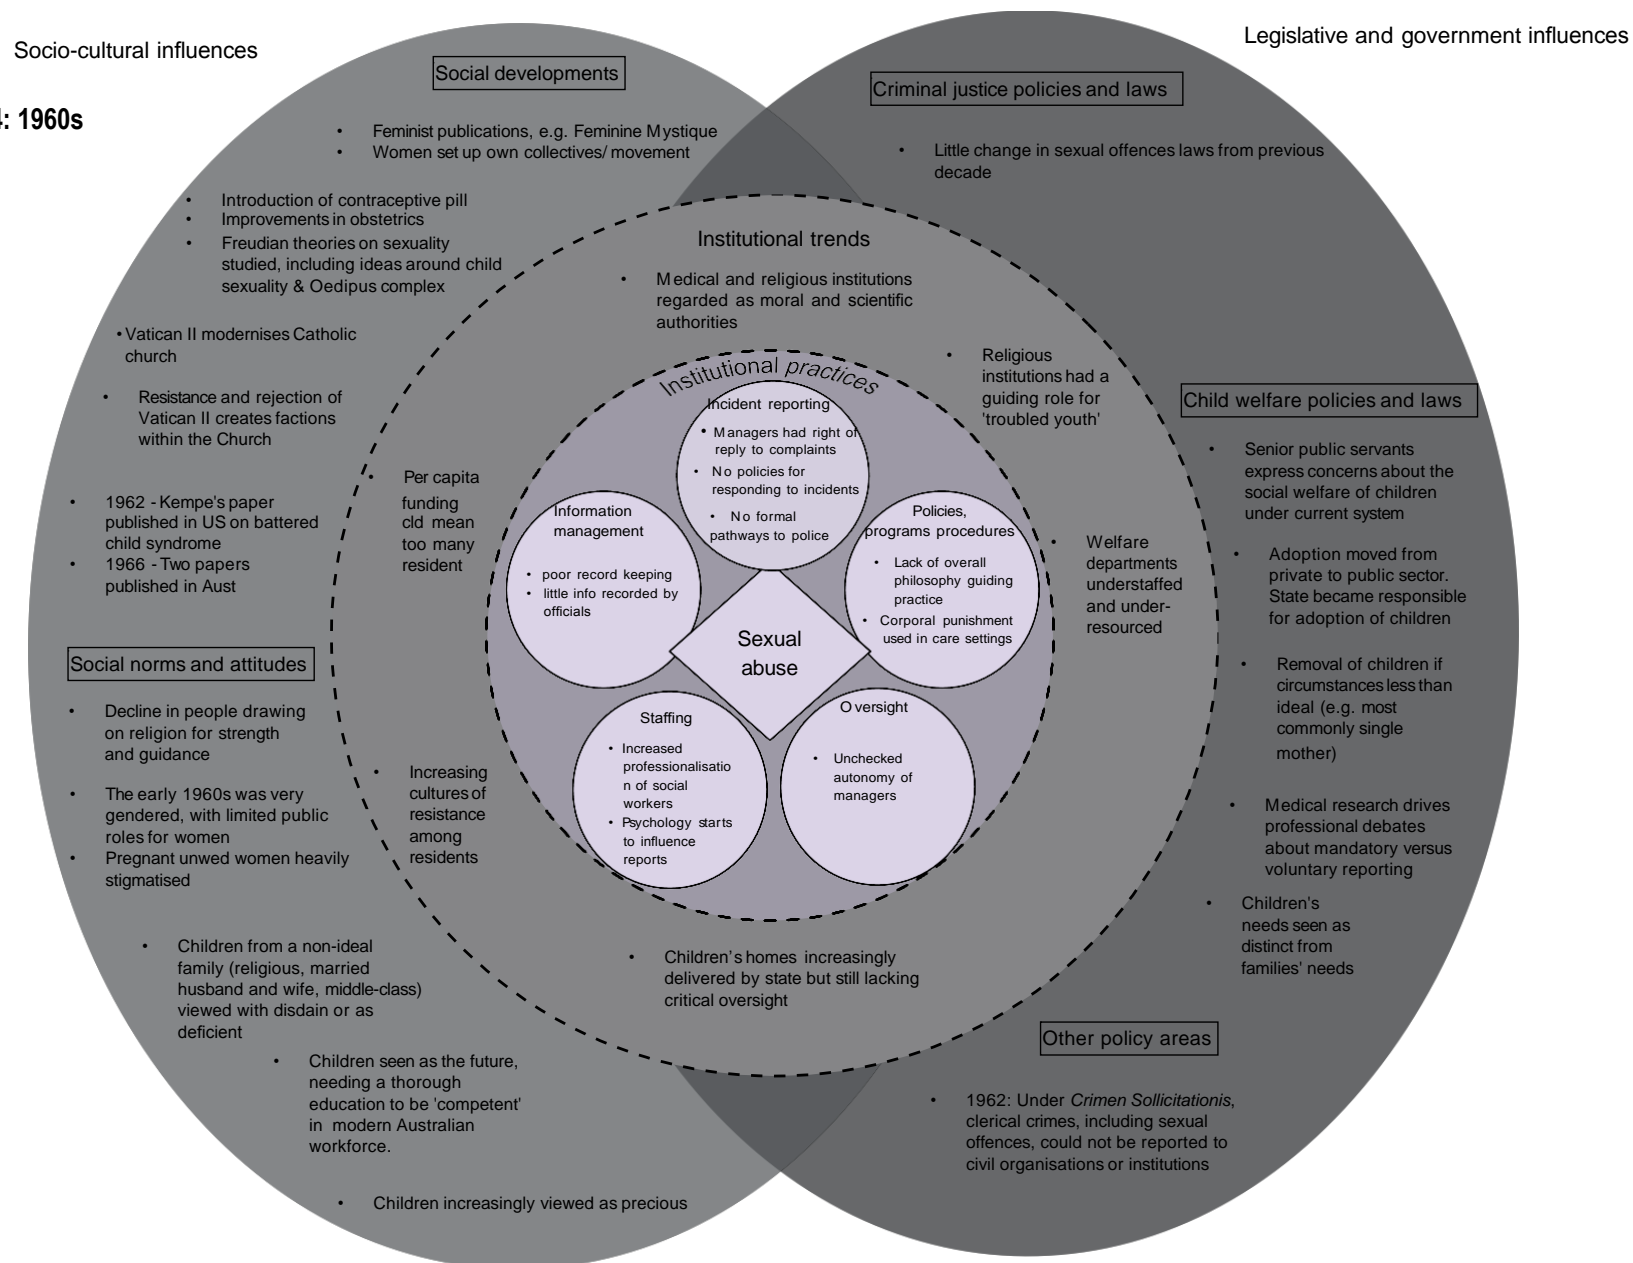 Socio-cultural influences
Legislative and government influences
4: 1960s
Social developments
• Feminist publications, e.g. Feminine Mystique
• Women set up own collectives/ movement
• Introduction of contraceptive pill
• Improvements in obstetrics
• Freudian theories on sexuality
studied, including ideas around child
sexuality & Oedipus complex
• Vatican II modernises Catholic
church
• Resistance and rejection of
Vatican II creates factions
within the Church
• 1962 - Kempe's paper
published in US on battered
child syndrome
• 1966 - Two papers
published in Aust
Social norms and attitudes
• Decline in people drawing
on religion for strength
and guidance
• The early 1960s was very
gendered, with limited public
roles for women
• Pregnant unwed women heavily
stigmatised
• Children from a non-ideal
family (religious, married
husband and wife, middle-class)
viewed with disdain or as
deficient
• Children seen as the future,
needing a thorough
education to be 'competent'
in modern Australian
workforce.
• Children increasingly viewed as precious
Criminal justice policies and laws
• Little change in sexual offences laws from previous
decade
Child welfare policies and laws
• Senior public servants
express concerns about the
social welfare of children
under current system
• Adoption moved from
private to public sector.
State became responsible
for adoption of children
• Removal of children if
circumstances less than
ideal (e.g. most
commonly single
mother)
• Medical research drives
professional debates
about mandatory versus
voluntary reporting
• Children's
needs seen as
distinct from
families' needs
Other policy areas
• 1962: Under Crimen Sollicitationis,
clerical crimes, including sexual
offences, could not be reported to
civil organisations or institutions
Institutional trends
• Medical and religious institutions
regarded as moral and scientific
authorities
• Religious
institutions had a
guiding role for
'troubled youth'
• Per capita
funding
cld mean
too many
resident
• Welfare
departments
understaffed
and under-
resourced
• Increasing
cultures of
resistance
among
residents
• Children's homes increasingly
delivered by state but still lacking
critical oversight
Institutional practices
Incident reporting
• Managers had right of
reply to complaints
• No policies for
responding to incidents
• No formal
pathways to police
Information
management
• poor record keeping
• little info recorded by
officials
Policies,
programs procedures
• Lack of overall
philosophy guiding
practice
• Corporal punishment
used in care settings
Sexual
abuse
Staffing
• Increased
professionalisatio
n of social
workers
• Psychology starts
to influence
reports
Oversight
• Unchecked
autonomy of
managers